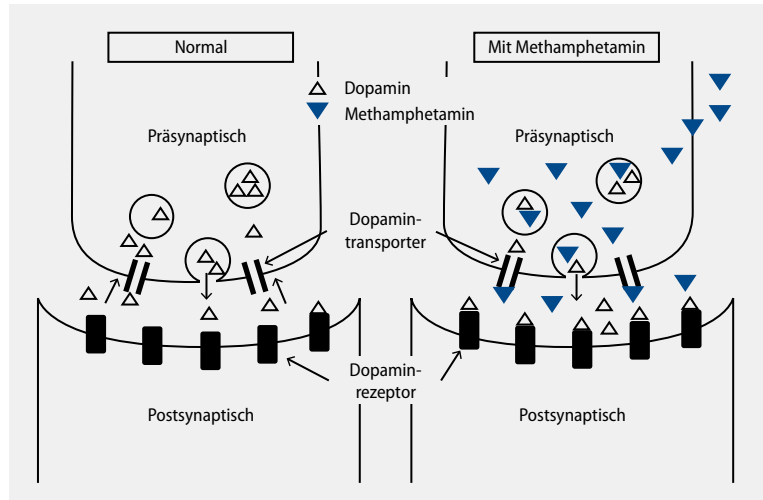 Normal
Mit Methamphetamin
Dopamin
Methamphetamin
Präsynaptisch
Präsynaptisch
Dopamin-
transporter
Dopamin-
rezeptor
Postsynaptisch
Postsynaptisch